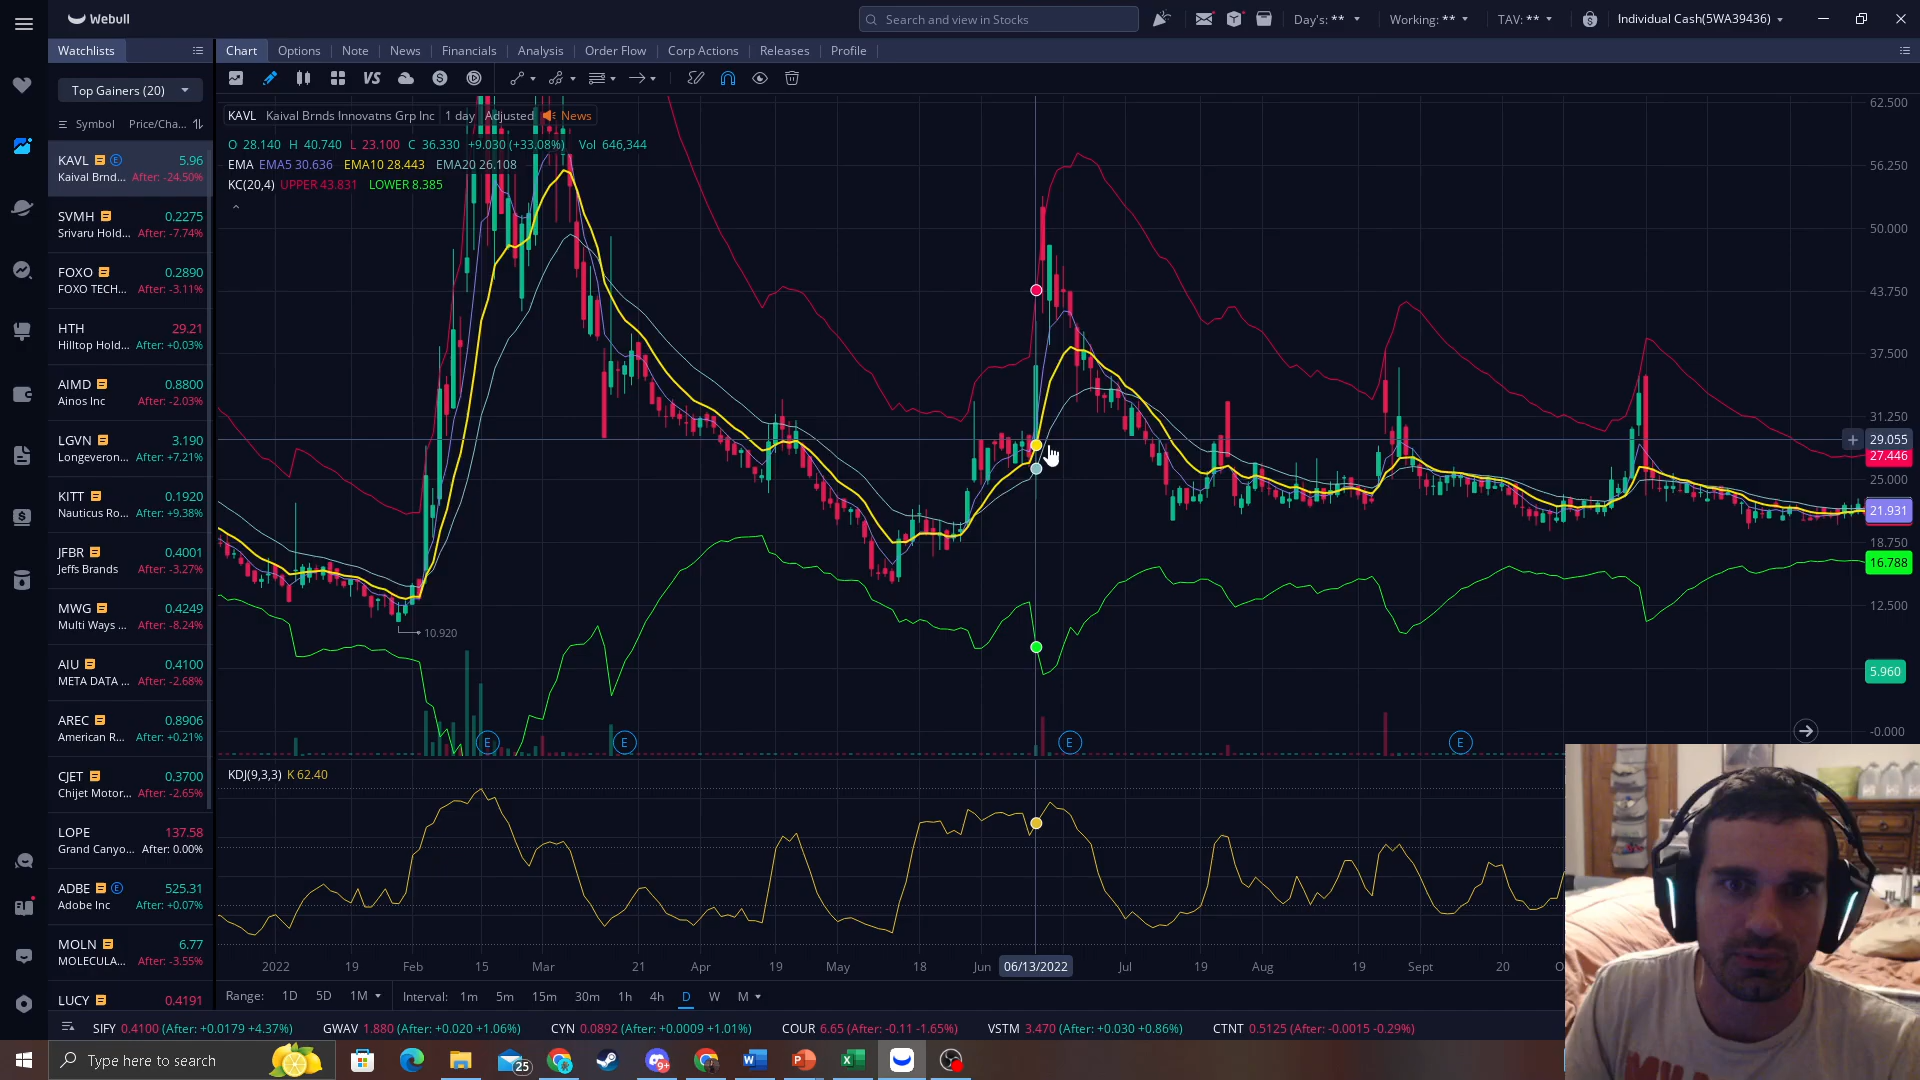 Webull
Search and view in Stocks
Day's: **
Working: **
TAV: **
Individual Cash(5WA39436)
Watchlists
Chart
Options
Note
News
Financials
Analysis
Order Flow
Corp Actions
Releases
Profile
VS
Top Gainers (20)
Symbol
Price/Cha...
KAVL 5.96
Kaival Brnd... After: -24.50%
SVMH 0.2275
Srivaru Hold... After: -7.74%
FOXO 0.2890
FOXO TECH... After: -3.11%
HTH 29.21
Hilltop Hold... After: +0.03%
AIMD 0.8800
Ainos Inc After: -2.03%
LGVN 3.190
Longeveron... After: +7.21%
KITT 0.1920
Nauticus Ro... After: +9.38%
JFBR 0.4001
Jeffs Brands After: -3.27%
MWG 0.4249
Multi Ways ... After: -8.24%
AIU 0.4100
META DATA ... After: -2.68%
AREC 0.8906
American R... After: +0.21%
CJET 0.3700
Chijet Motor... After: -2.65%
LOPE 137.58
Grand Canyo... After: 0.00%
ADBE 525.31
Adobe Inc After: +0.07%
MOLN 6.77
MOLECULA... After: -3.55%
LUCY 0.4191
KAVL Kaival Brnds Innovatns Grp Inc 1 day Adjusted News
O 28.140 H 40.740 L 23.100 C 36.330 +9.030 (+33.08%) Vol 646,344
EMA EMA5 30.636 EMA10 28.443 EMA20 26.108
KC(20,4) UPPER 43.831 LOWER 8.385
62.500
56.250
50.000
43.750
37.500
31.250
29.055
27.446
25.000
21.931
18.750
16.788
12.500
5.960
-0.000
10.920
E E E E
KDJ(9,3,3) K 62.40
2022 19 Feb 15 Mar 21 Apr 19 May 18 Jun 06/13/2022 Jul 19 Aug 19 Sept 20
Range: 1D 5D 1M Interval: 1m 5m 15m 30m 1h 4h D W M
SIFY 0.4100 (After: +0.0179 +4.37%) GWAV 1.880 (After: +0.020 +1.06%) CYN 0.0892 (After: +0.0009 +1.01%) COUR 6.65 (After: -0.11 -1.65%) VSTM 3.470 (After: +0.030 +0.86%) CTNT 0.5125 (After: -0.0015 -0.29%)
Type here to search
25
9+